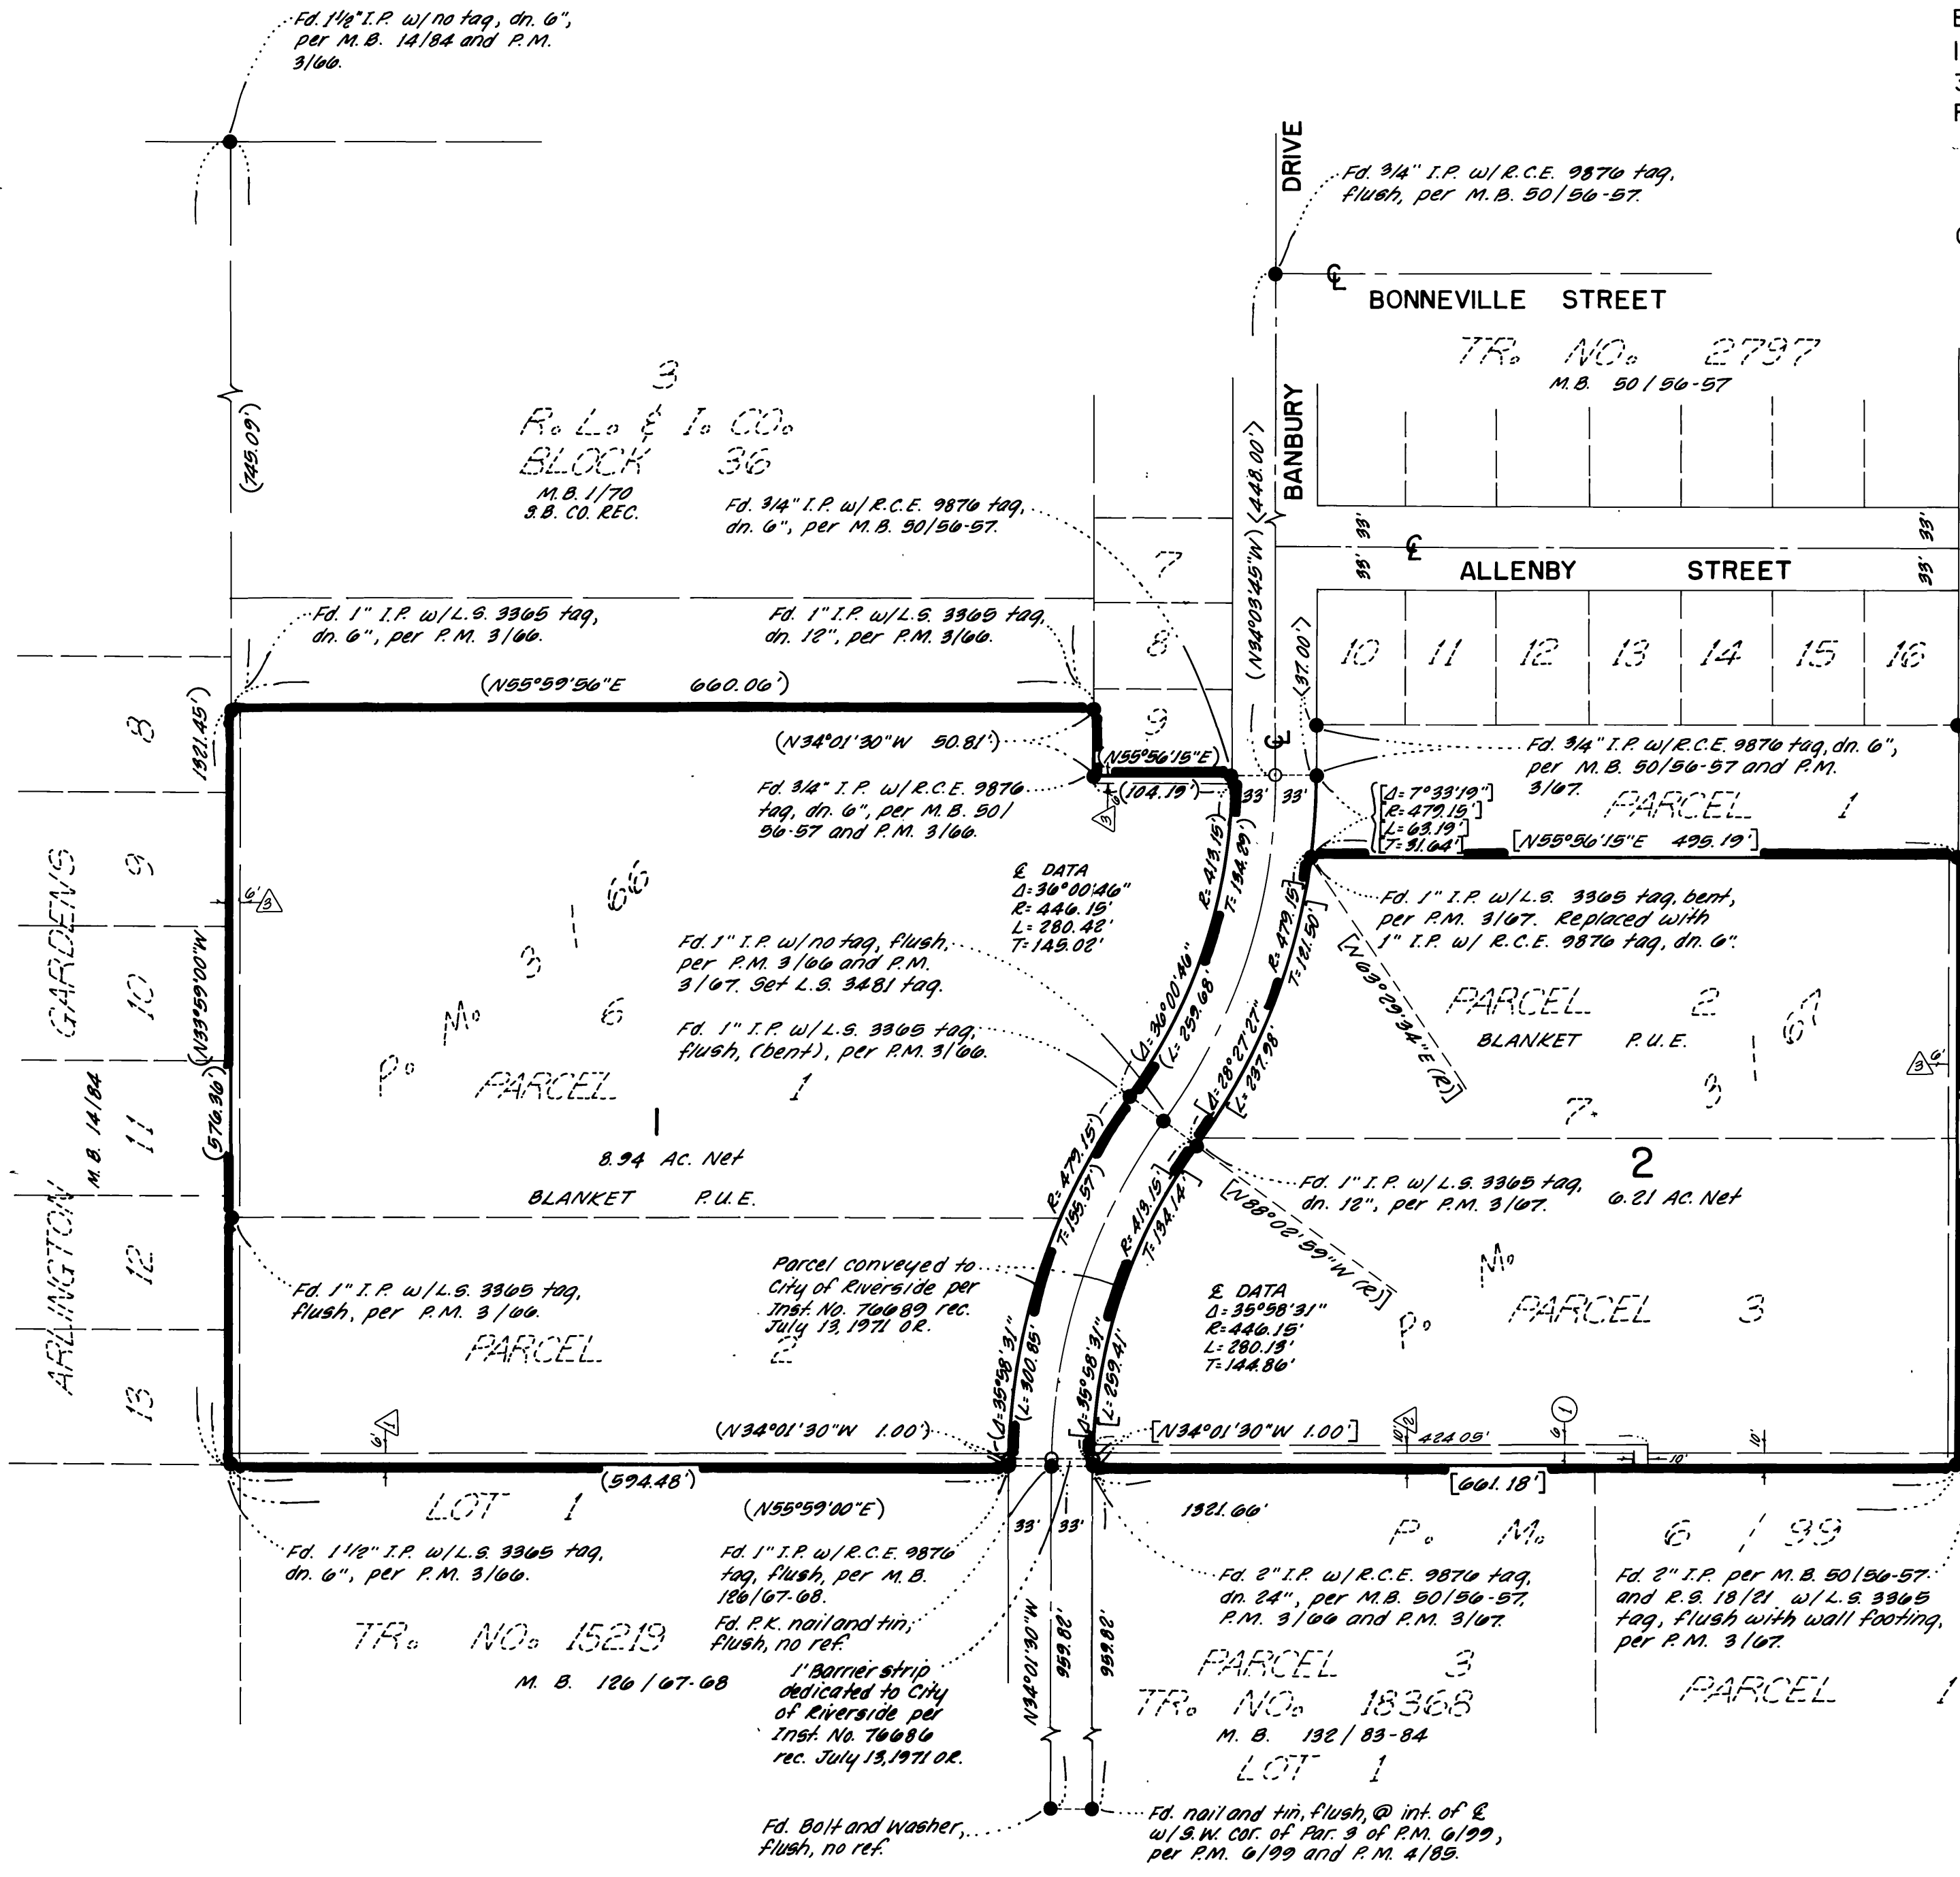 Fd. 1 1/2" I.P. w/ no tag, dn. 6",
per M.B. 14/84 and P.M.
3/66.
DRIVE
Fd. 3/4" I.P. w/ R.C.E. 9876 tag,
flush, per M.B. 50/56-57.
℄
BONNEVILLE STREET
TR. NO. 2797
M.B. 50/56-57
(745.09')
3
R. L. & I. CO.
BLOCK 36
M.B. 1/70
S.B. CO. REC.
Fd. 3/4" I.P. w/ R.C.E. 9876 tag,
dn. 6", per M.B. 50/56-57.
(N34°03'45"W) <448.00'>
BANBURY
33' 33'
33' 33'
℄
ALLENBY STREET
7
8
9
10 11 12 13 14 15 16
Fd. 1" I.P. w/ L.S. 3365 tag,
dn. 6", per P.M. 3/66.
Fd. 1" I.P. w/ L.S. 3365 tag,
dn. 12", per P.M. 3/66.
<37.00'>
(N55°59'56"E 660.06')
1321.45'
(N34°01'30"W 50.81')
(N55°56'15"E)
(104.19')
33' 33'
℄
6' 3
Fd. 3/4" I.P. w/ R.C.E. 9876
tag, dn. 6", per M.B. 50/
56-57 and P.M. 3/66.
Fd. 3/4" I.P. w/ R.C.E. 9876 tag, dn. 6",
per M.B. 50/56-57 and P.M.
3/67.
PARCEL 1
[Δ=7°33'19"]
[R=479.15']
[L=63.19']
[T=31.64']
[N55°56'15"E 495.19']
8
9
10
11
12
13
ARLINGTON GARDENS
M.B. 14/84
(N33°59'00"W
(576.36')
6' 3
P. M. 3 / 66
6
℄ DATA
Δ=36°00'46"
R=446.15'
L=280.42'
T=145.02'
R=413.15')
T=134.29')
(Δ=36°00'46"
(L=259.68'
R=479.15']
T=121.50']
[Δ=28°27'27"
[L=237.98'
Fd. 1" I.P. w/ L.S. 3365 tag, bent,
per P.M. 3/67. Replaced with
1" I.P. w/ R.C.E. 9876 tag, dn. 6".
[N63°29'34"E (R)]
Fd. 1" I.P. w/ no tag, flush,
per P.M. 3/66 and P.M.
3/67. Set L.S. 3481 tag.
Fd. 1" I.P. w/ L.S. 3365 tag,
flush, (bent), per P.M. 3/66.
PARCEL 1
1
8.94 AC. Net
BLANKET P.U.E.
PARCEL 2
BLANKET P.U.E.
P. M. 3 / 67
7
3 6'
2
6.21 AC. Net
Fd. 1" I.P. w/ L.S. 3365 tag,
dn. 12", per P.M. 3/67.
[N88°02'59"W (R)]
R=479.15')
T=155.57')
(Δ=35°58'31"
(L=300.85'
R=413.15']
T=134.14']
[Δ=35°58'31"
[L=259.41'
Fd. 1" I.P. w/ L.S. 3365 tag,
flush, per P.M. 3/66.
PARCEL 2
Parcel conveyed to
City of Riverside per
Inst. No. 76689 rec.
July 13, 1971 O.R.
℄ DATA
Δ=35°58'31"
R=446.15'
L=280.13'
T=144.86'
PARCEL 3
6' 1
(N34°01'30"W 1.00')
[N34°01'30"W 1.00']
10' 2
424.05'
1
6'
10'
10'
(594.48')
[661.18']
LOT 1
(N55°59'00"E)
33' 33'
1321.66'
P. M. 6 / 99
Fd. 1 1/2" I.P. w/ L.S. 3365 tag,
dn. 6", per P.M. 3/66.
Fd. 1" I.P. w/ R.C.E. 9876
tag, flush, per M.B.
126/67-68.
Fd. P.K. nail and tin,
flush, no ref.
Fd. 2" I.P. w/ R.C.E. 9876 tag,
dn. 24", per M.B. 50/56-57,
P.M. 3/66 and P.M. 3/67.
Fd. 2" I.P. per M.B. 50/56-57
and R.S. 18/21 w/ L.S. 3365
tag, flush with wall footing,
per P.M. 3/67.
TR. NO. 15219
M. B. 126/67-68
1' Barrier strip
dedicated to City
of Riverside per
Inst. No. 76686
rec. July 13, 1971 O.R.
N34°01'30"W
959.82'
959.82'
PARCEL 3
TR. NO. 18368
M. B. 132/83-84
LOT 1
PARCEL 1
Fd. Bolt and Washer,
flush, no ref.
Fd. nail and tin, flush, @ int. of ℄
w/ S.W. cor. of Par. 3 of P.M. 6/99,
per P.M. 6/99 and P.M. 4/85.